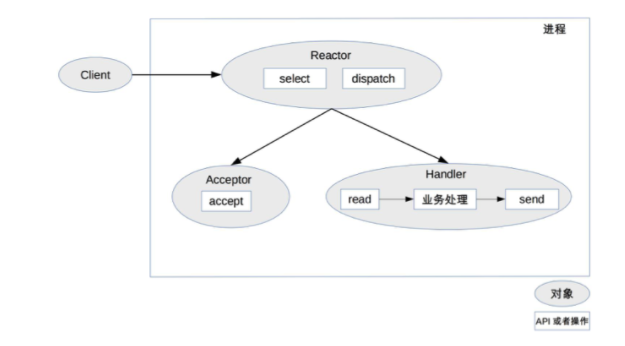 进程
Client
Reactor
select
dispatch
Acceptor
accept
Handler
read
业务处理
send
对象
API 或者操作